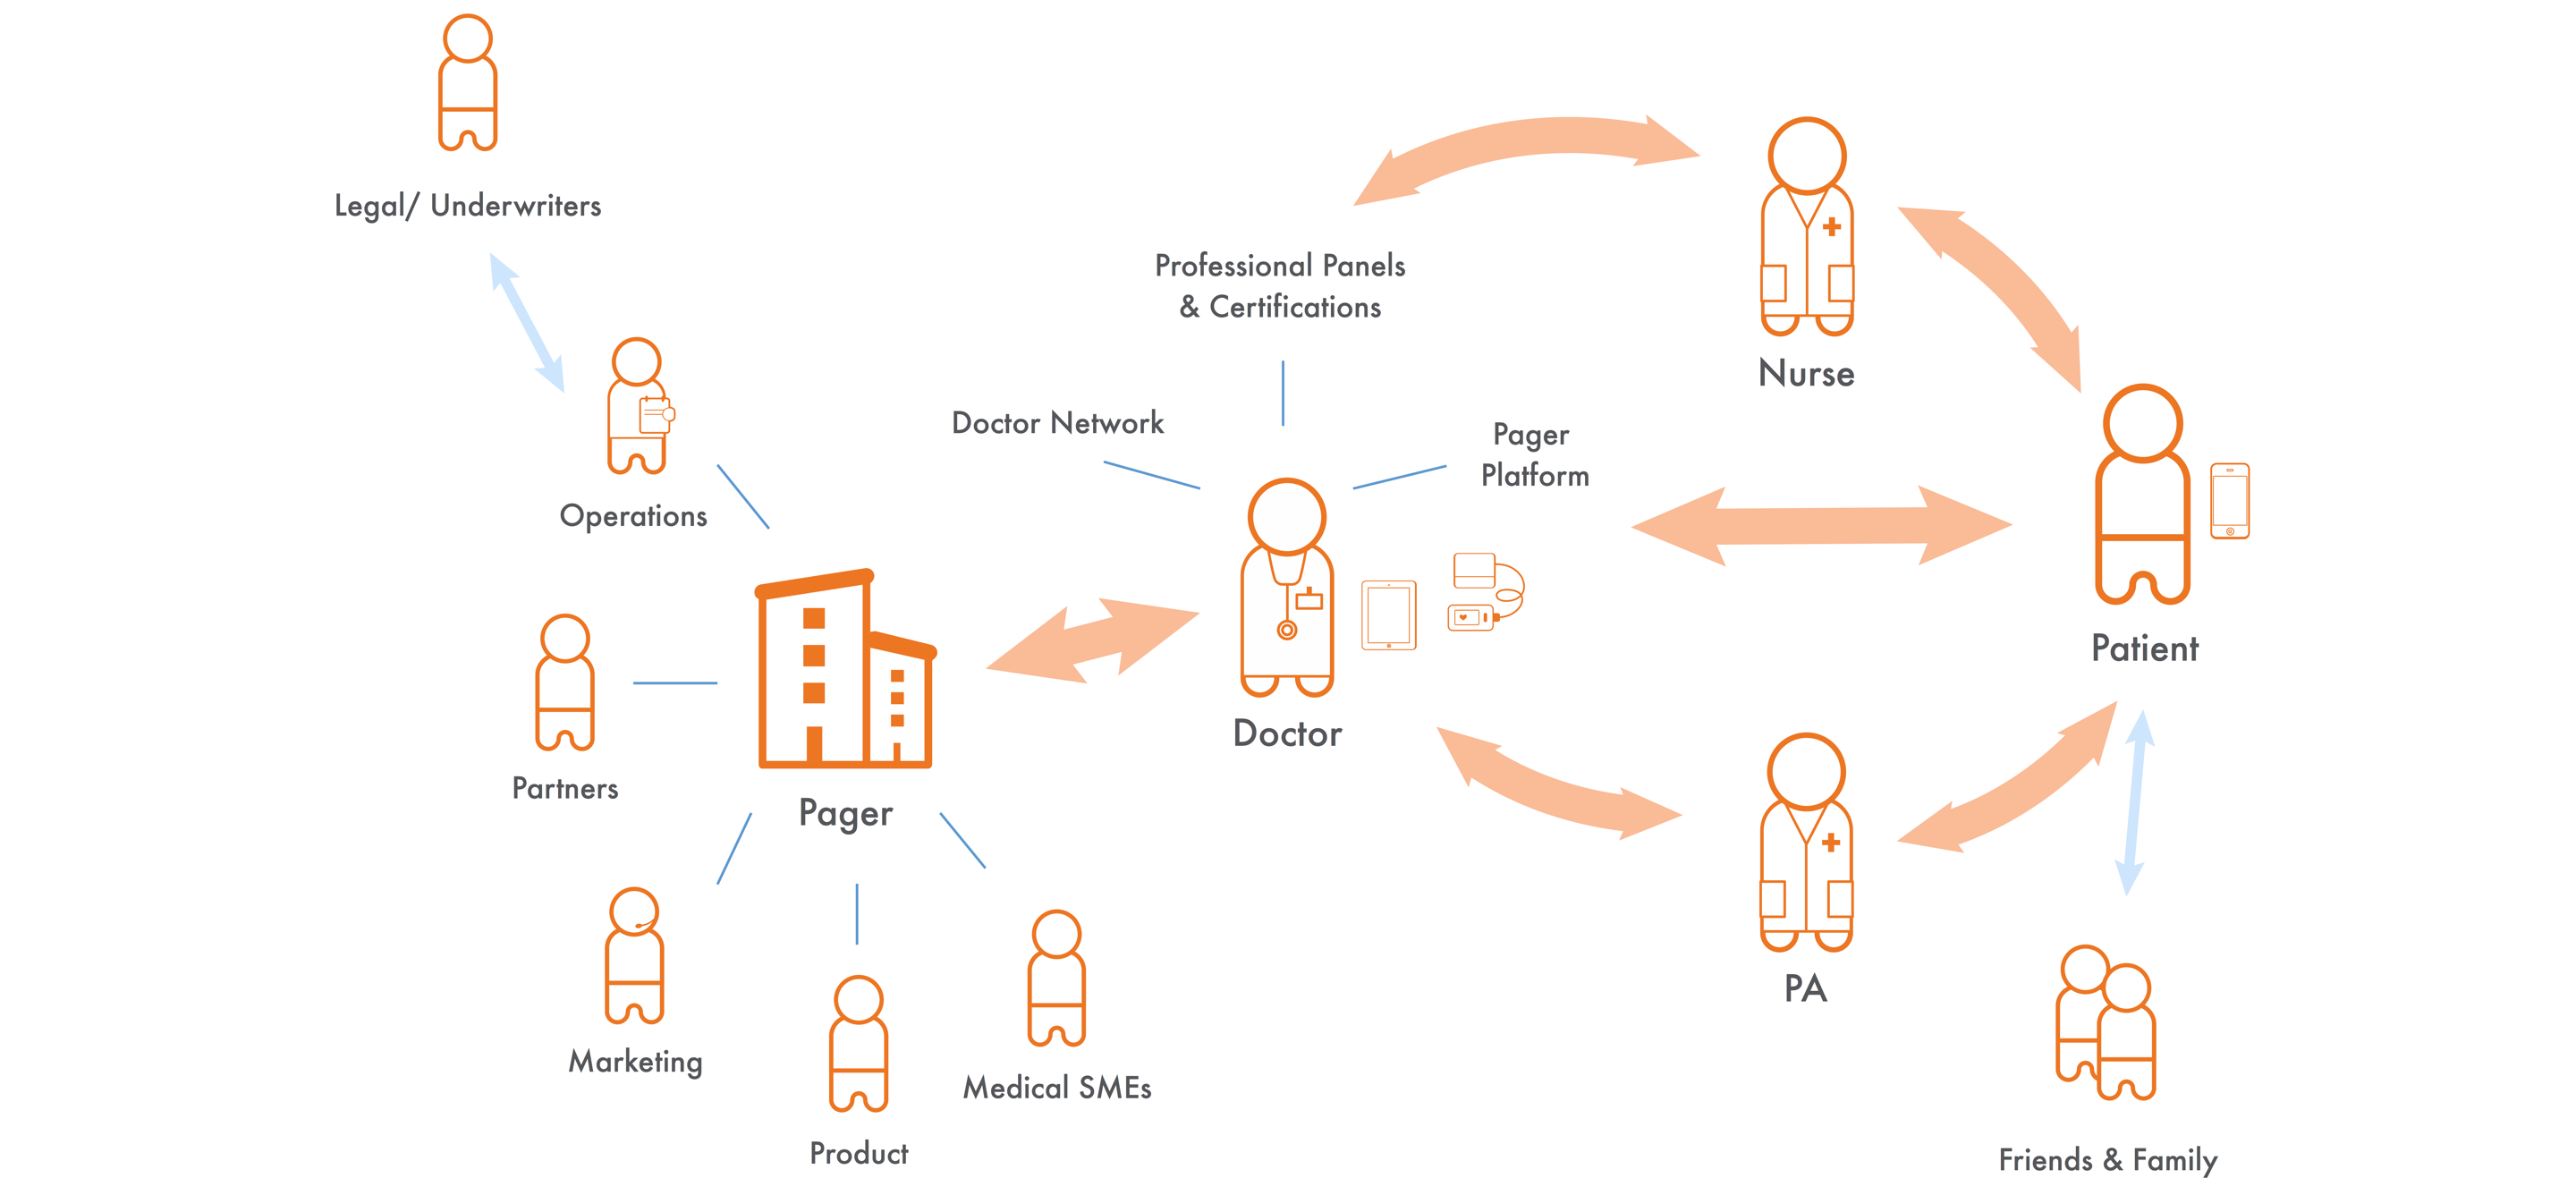 Legal/ Underwriters
Professional Panels
& Certifications
Nurse
Doctor Network
Pager
Platform
Operations
Patient
Doctor
Partners
Pager
PA
Marketing
Medical SMEs
Product
Friends & Family